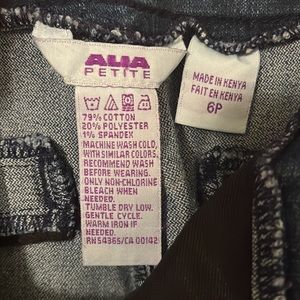 ALIA
PETITE
79% COTTON
20% POLYESTER
1% SPANDEX
MACHINE WASH COLD,
WITH SIMILAR COLORS,
RECOMMEND WASH
BEFORE WEARING.
ONLY NON-CHLORINE
BLEACH WHEN
NEEDED.
TUMBLE DRY LOW.
GENTLE CYCLE.
WARM IRON IF
NEEDED.
RN54365/CA 00142
MADE IN KENYA
FAIT EN KENYA
6P